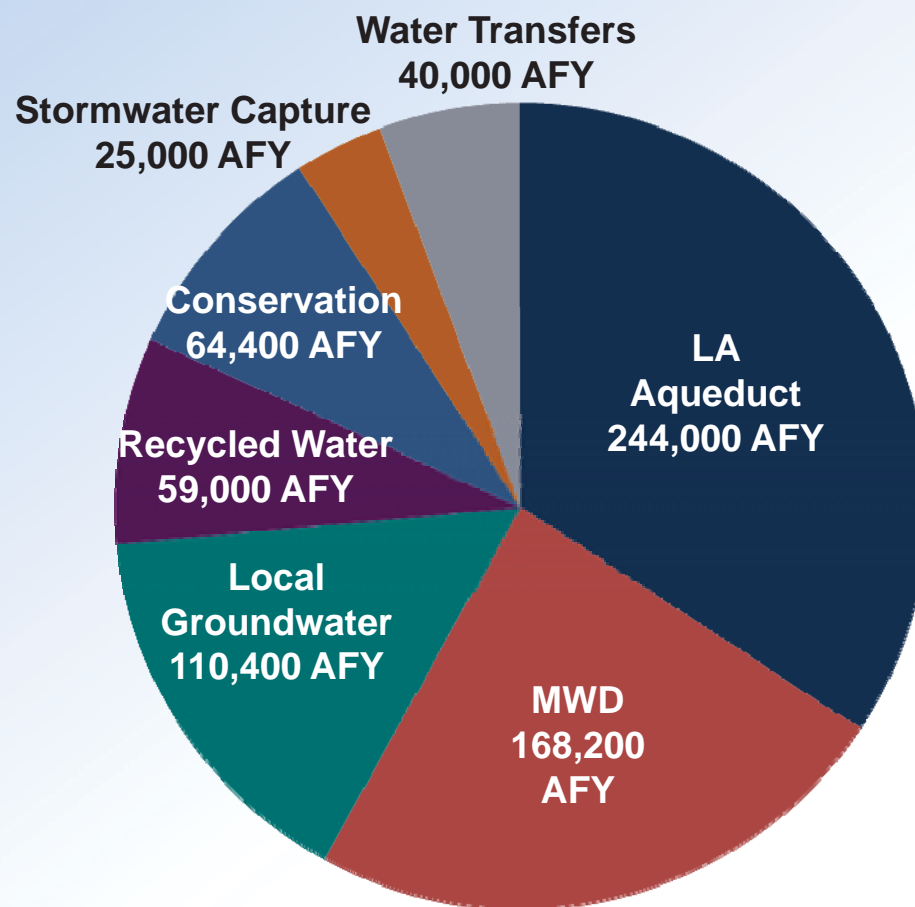 Water Transfers
40,000 AFY
Stormwater Capture
25,000 AFY
Conservation
64,400 AFY
LA
Aqueduct
244,000 AFY
Recycled Water
59,000 AFY
Local
Groundwater
110,400 AFY
MWD
168,200
AFY